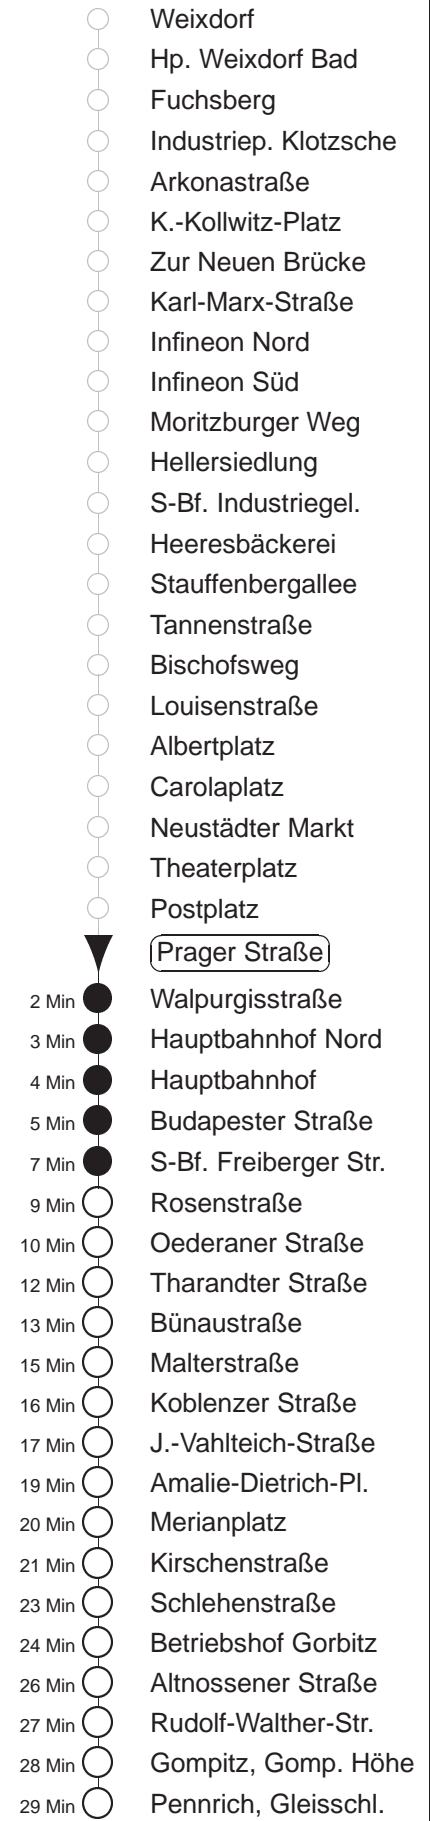 Weixdorf
Hp. Weixdorf Bad
Fuchsberg
Industriep. Klotzsche
Arkonastraße
K.-Kollwitz-Platz
Zur Neuen Brücke
Karl-Marx-Straße
Infineon Nord
Infineon Süd
Moritzburger Weg
Hellersiedlung
S-Bf. Industriegel.
Heeresbäckerei
Stauffenbergallee
Tannenstraße
Bischofsweg
Louisenstraße
Albertplatz
Carolaplatz
Neustädter Markt
Theaterplatz
Postplatz
Prager Straße
2 Min Walpurgisstraße
3 Min Hauptbahnhof Nord
4 Min Hauptbahnhof
5 Min Budapester Straße
7 Min S-Bf. Freiberger Str.
9 Min Rosenstraße
10 Min Oederaner Straße
12 Min Tharandter Straße
13 Min Bünaustraße
15 Min Malterstraße
16 Min Koblenzer Straße
17 Min J.-Vahlteich-Straße
19 Min Amalie-Dietrich-Pl.
20 Min Merianplatz
21 Min Kirschenstraße
23 Min Schlehenstraße
24 Min Betriebshof Gorbitz
26 Min Altnossener Straße
27 Min Rudolf-Walther-Str.
28 Min Gompitz, Gomp. Höhe
29 Min Pennrich, Gleisschl.